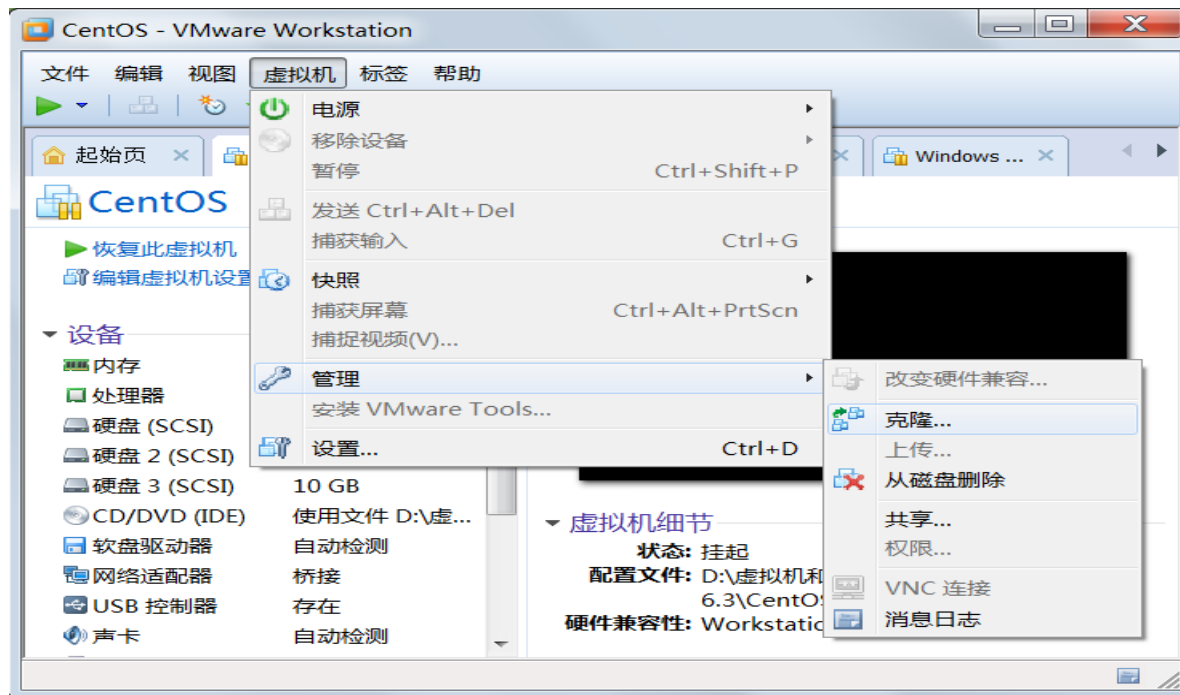 CentOS - VMware Workstation
文件 编辑 视图 虚拟机 标签 帮助
起始页
Windows ...
CentOS
恢复此虚拟机
编辑虚拟机设置
设备
内存
处理器
硬盘 (SCSI)
硬盘 2 (SCSI)
硬盘 3 (SCSI) 10 GB
CD/DVD (IDE) 使用文件 D:\虚...
软盘驱动器 自动检测
网络适配器 桥接
USB 控制器 存在
声卡 自动检测
电源
移除设备
暂停 Ctrl+Shift+P
发送 Ctrl+Alt+Del
捕获输入 Ctrl+G
快照
捕获屏幕 Ctrl+Alt+PrtScn
捕捉视频(V)...
管理
安装 VMware Tools...
设置... Ctrl+D
改变硬件兼容...
克隆...
上传...
从磁盘删除
共享...
权限...
VNC 连接
消息日志
虚拟机细节
状态: 挂起
配置文件: D:\虚拟机和
6.3\CentO
硬件兼容性: Workstatio